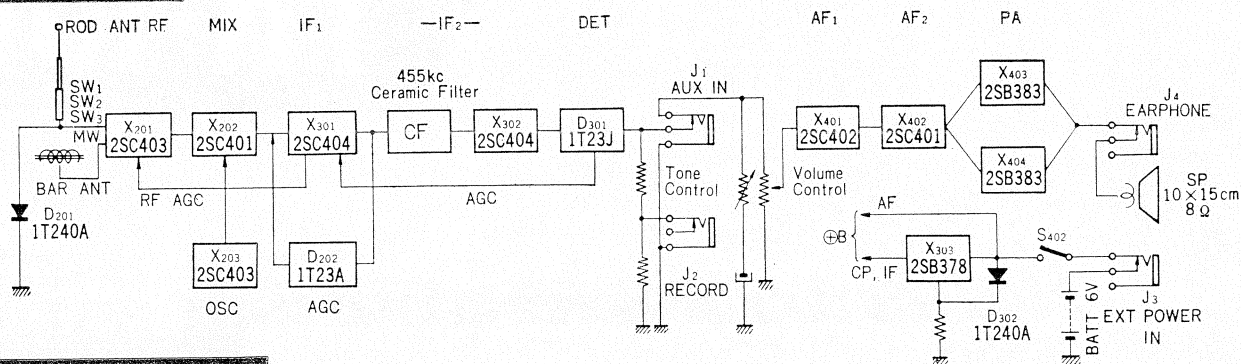 ROD ANT RF MIX IF1 —IF2— DET AF1 AF2 PA
SW1
SW2
SW3
MW
BAR ANT
D201
1T240A
X201
2SC403
X202
2SC401
X301
2SC404
455kc
Ceramic Filter
CF
X302
2SC404
D301
1T23J
RF AGC
AGC
X203
2SC403
OSC
D202
1T23A
AGC
J1
AUX IN
Tone
Control
Volume
Control
J2
RECORD
X401
2SC402
X402
2SC401
X403
2SB383
X404
2SB383
J4
EARPHONE
SP
10×15cm
8Ω
AF
⊕B
CP, IF
X303
2SB378
D302
1T240A
S402
BATT 6V
J3
EXT POWER
IN